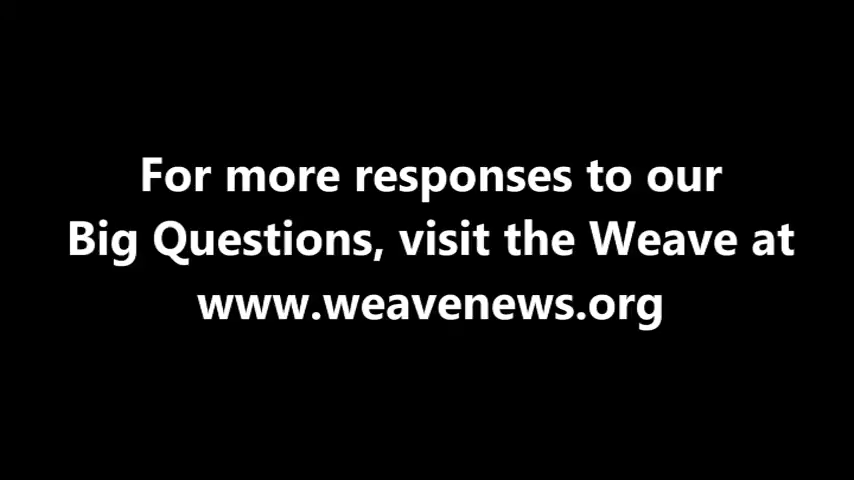 For more responses to our
Big Questions, visit the Weave at
www.weavenews.org